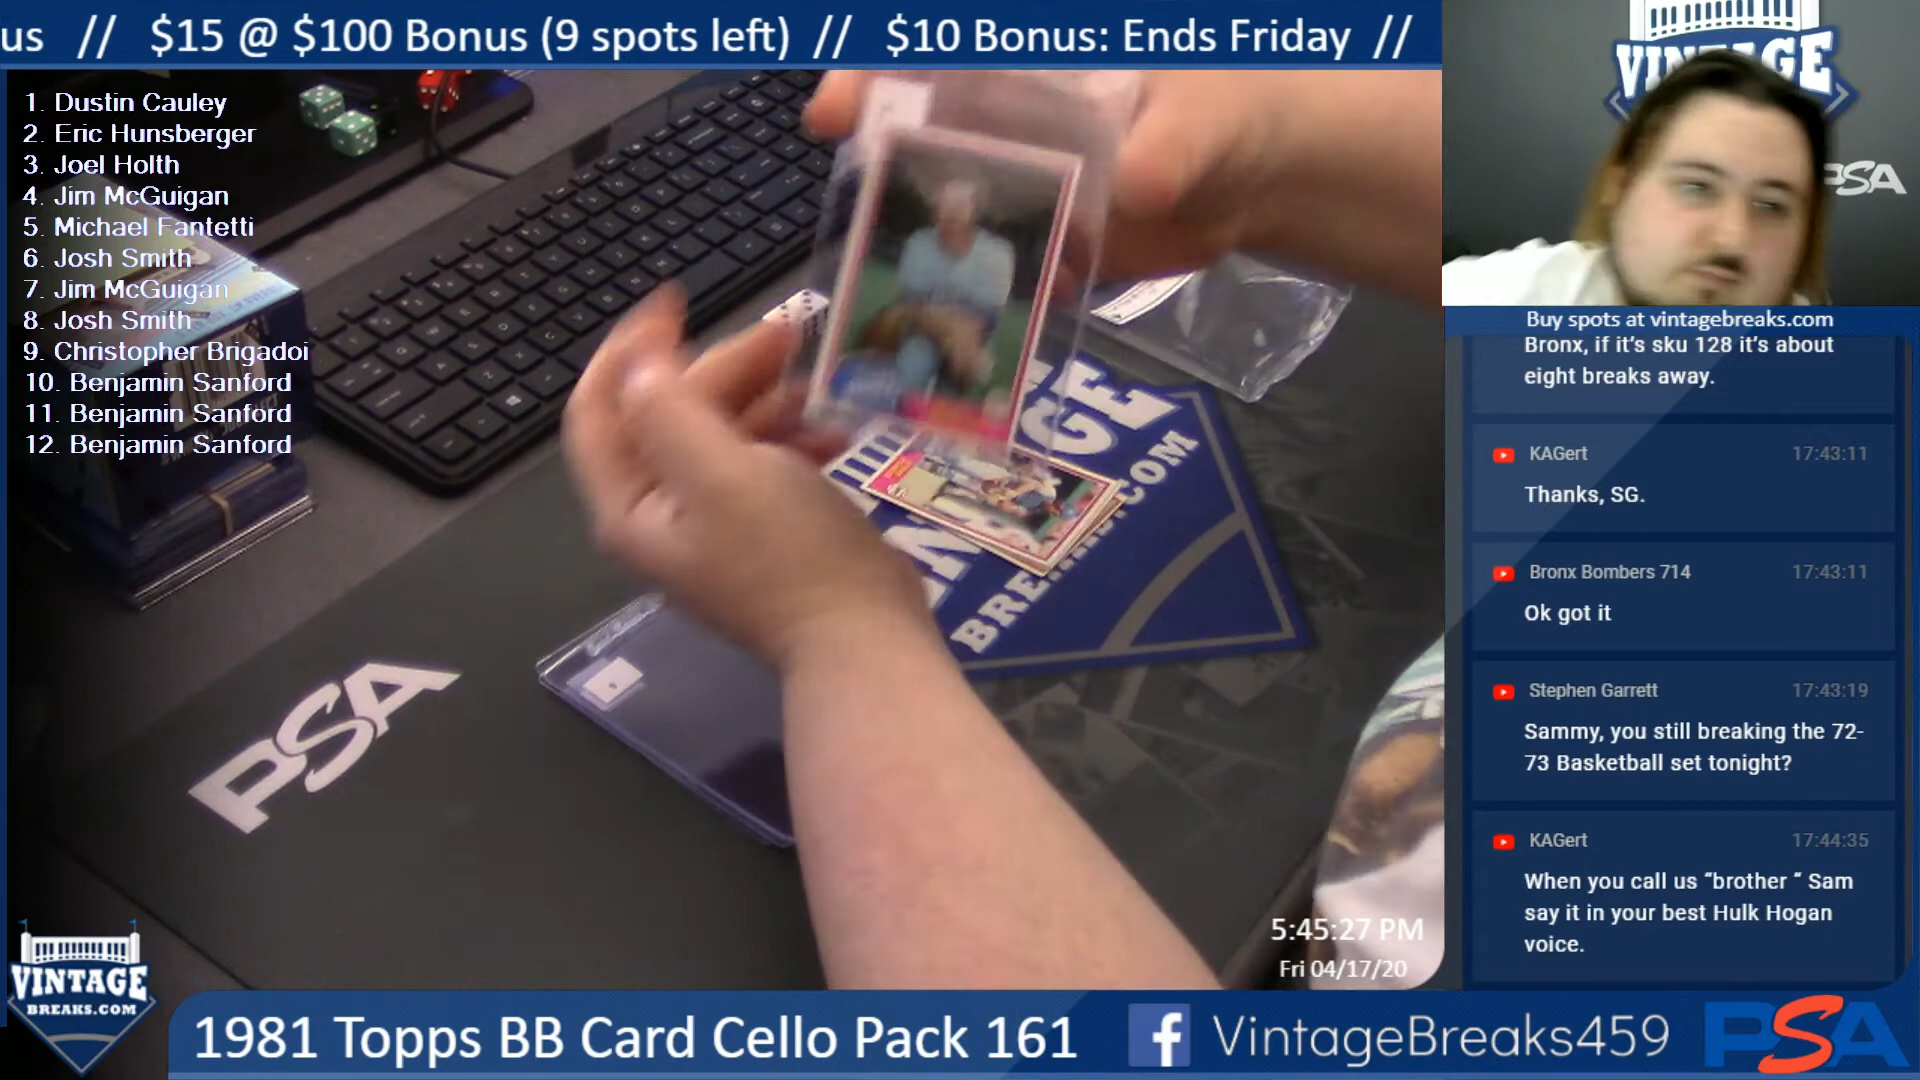 us // $15 @ $100 Bonus (9 spots left) // $10 Bonus: Ends Friday //
1. Dustin Cauley
2. Eric Hunsberger
3. Joel Holth
4. Jim McGuigan
5. Michael Fantetti
6. Josh Smith
7. Jim McGuigan
8. Josh Smith
9. Christopher Brigadoi
10. Benjamin Sanford
11. Benjamin Sanford
12. Benjamin Sanford
VINTAGE
PSA
Buy spots at vintagebreaks.com
Bronx, if it's sku 128 it's about
eight breaks away.
KAGert 17:43:11
Thanks, SG.
Bronx Bombers 714 17:43:11
Ok got it
Stephen Garrett 17:43:19
Sammy, you still breaking the 72-
73 Basketball set tonight?
KAGert 17:44:35
When you call us “brother “ Sam
say it in your best Hulk Hogan
voice.
PSA
5:45:27 PM
Fri 04/17/20
VINTAGE
BREAKS.COM
1981 Topps BB Card Cello Pack 161
VintageBreaks459
PSA